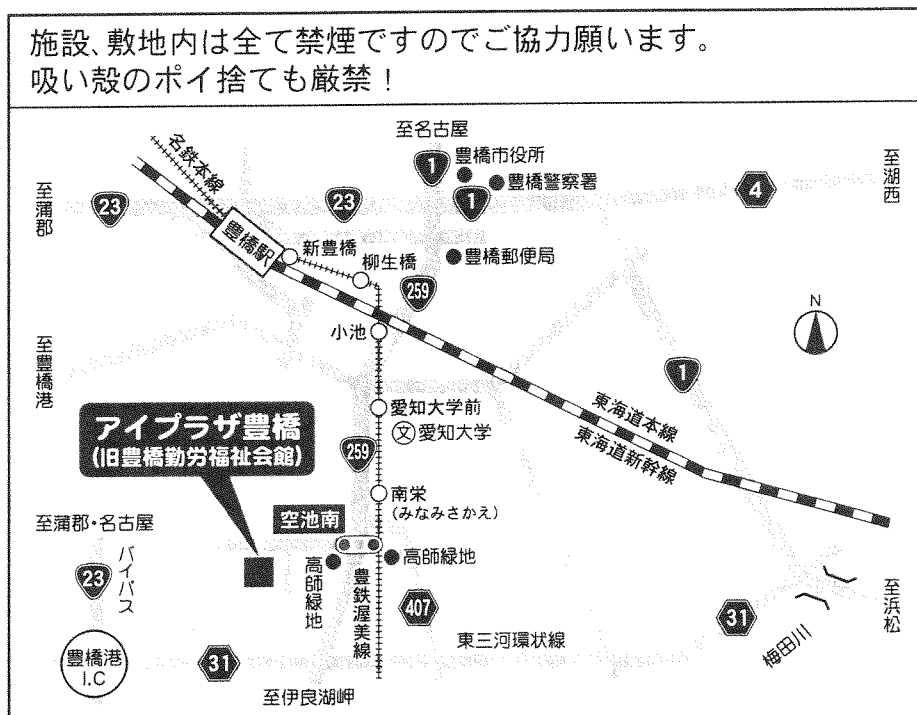 施設、敷地内は全て禁煙ですのでご協力願います。
吸い殻のポイ捨ても厳禁！
至名古屋
名鉄本線
1
豊橋市役所
豊橋警察署
至蒲郡
23
23
1
4
至湖西
豊橋駅
新豊橋
柳生橋
豊橋郵便局
259
小池
N
至豊橋港
1
アイプラザ豊橋
(旧豊橋勤労福祉会館)
愛知大学前
文 愛知大学
東海道本線
東海道新幹線
259
南栄
(みなみさかえ)
空池南
至蒲郡・名古屋
23
バイパス
高師緑地
高師緑地
豊鉄渥美線
407
31
至浜松
梅田川
東三河環状線
豊橋港
I.C
31
至伊良湖岬